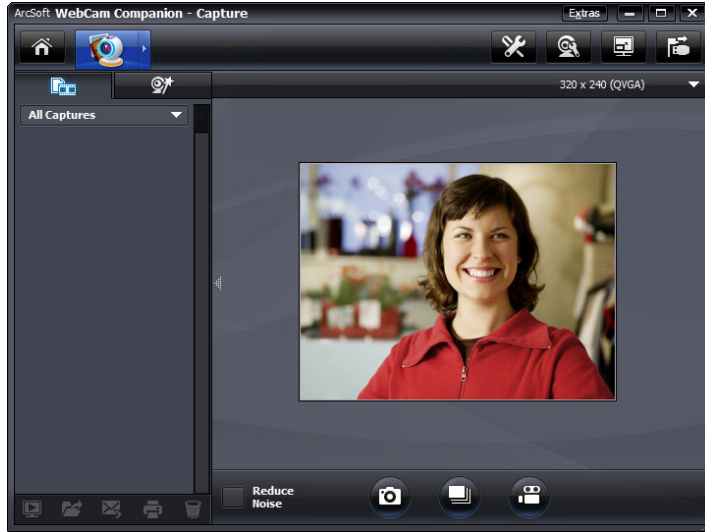 ArcSoft WebCam Companion - Capture
Extras
320 x 240 (QVGA)
All Captures
Reduce
Noise